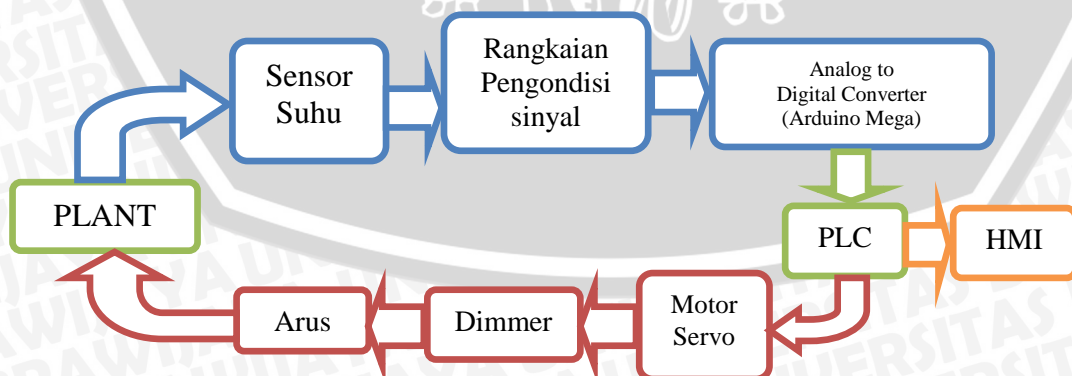 Sensor
Suhu
Rangkaian
Pengondisi
sinyal
Analog to
Digital Converter
(Arduino Mega)
PLANT
PLC
HMI
Arus
Dimmer
Motor
Servo